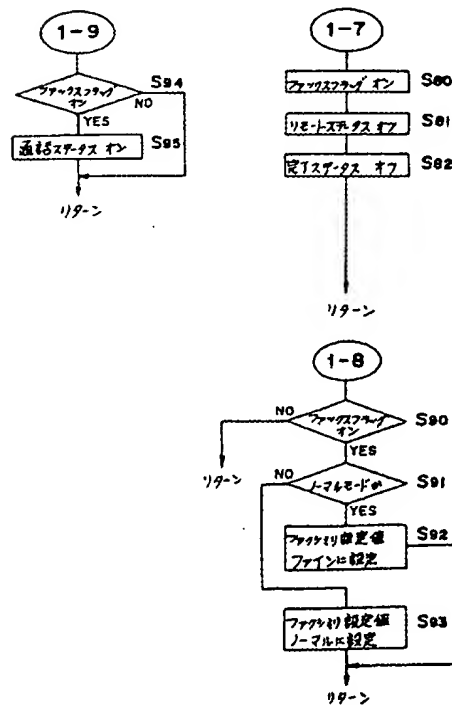 1-9
ファックスフラグ
オン
S94
NO
YES
通話ステータス オン
S95
リターン
1-7
ファックスフラグ オン
S80
リモートステータス オフ
S81
完了ステータス オフ
S82
リターン
1-8
NO
ファックスフラッグ
オン
S90
YES
リターン
NO
ノーマルモードか
S91
YES
ファクシミリ設定値
ファインに設定
S92
ファクシミリ設定値
ノーマルに設定
S93
リターン